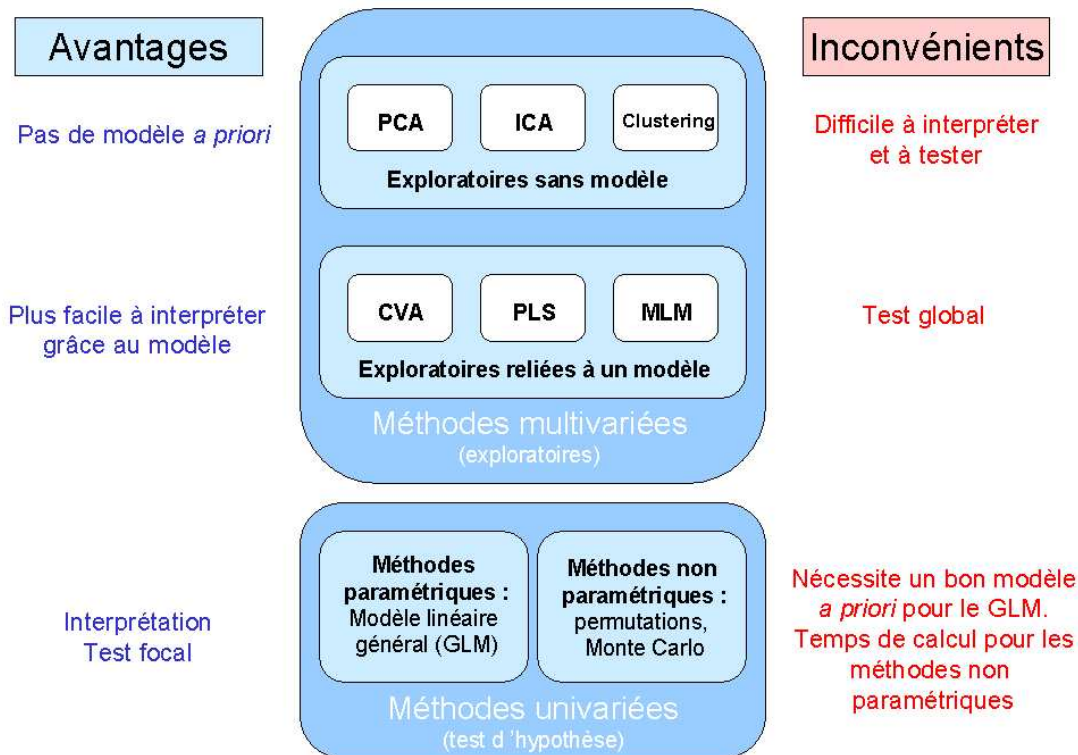 Avantages
Inconvénients
PCA
ICA
Clustering
Pas de modèle a priori
Exploratoires sans modèle
Difficile à interpréter
et à tester
CVA
PLS
MLM
Plus facile à interpréter
grâce au modèle
Exploratoires reliées à un modèle
Test global
Méthodes multivariées
(exploratoires)
Interprétation
Test focal
Méthodes
paramétriques :
Modèle linéaire
général (GLM)
Méthodes non
paramétriques :
permutations,
Monte Carlo
Nécessite un bon modèle
a priori pour le GLM.
Temps de calcul pour les
méthodes non
paramétriques
Méthodes univariées
(test d 'hypothèse)